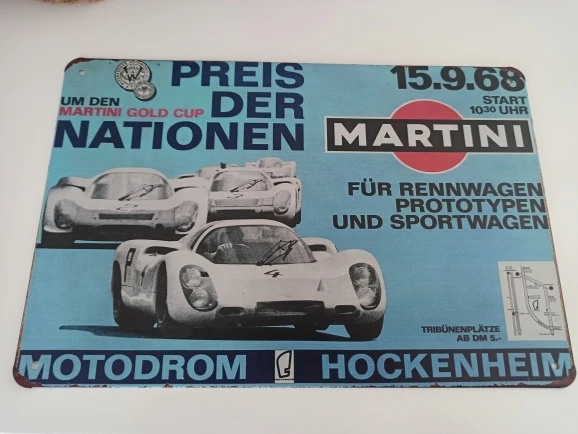 PREIS
UM DEN DER
MARTINI GOLD CUP
NATIONEN
15.9.68
START
10³⁰ UHR
MARTINI
FÜR RENNWAGEN
PROTOTYPEN
UND SPORTWAGEN
4
TRIBÜNENPLÄTZE
AB DM 5.-
MOTODROM HOCKENHEIM